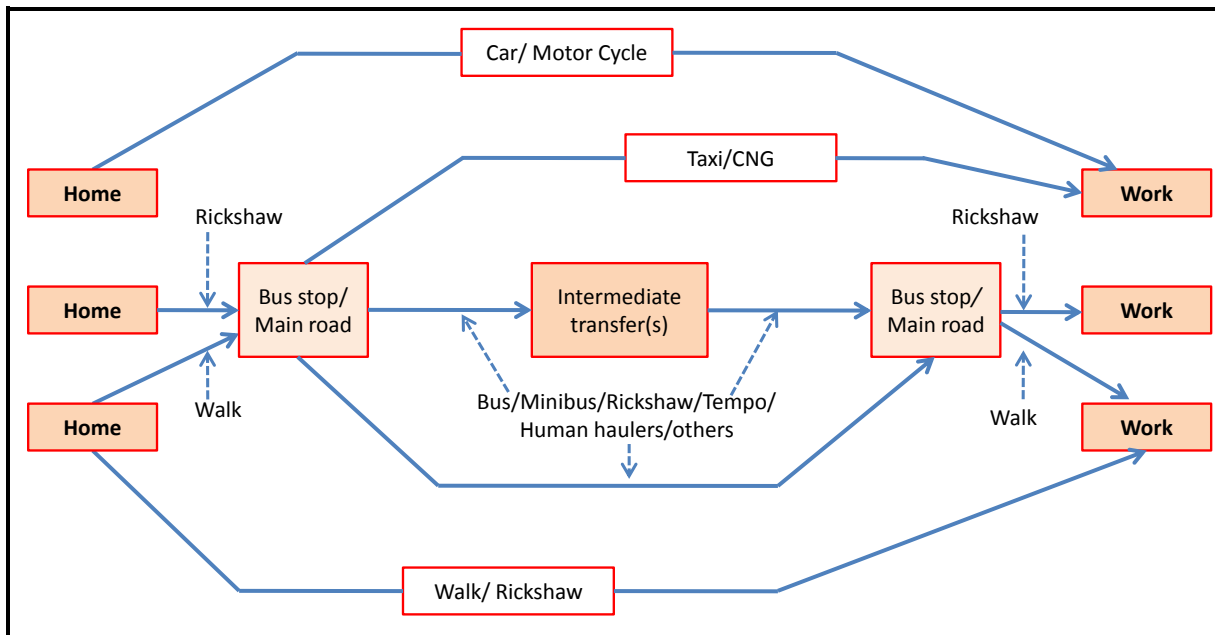 Car/ Motor Cycle
Taxi/CNG
Home
Work
Rickshaw
Rickshaw
Home
Bus stop/
Main road
Intermediate
transfer(s)
Bus stop/
Main road
Work
Walk
Bus/Minibus/Rickshaw/Tempo/
Human haulers/others
Walk
Home
Work
Walk/ Rickshaw